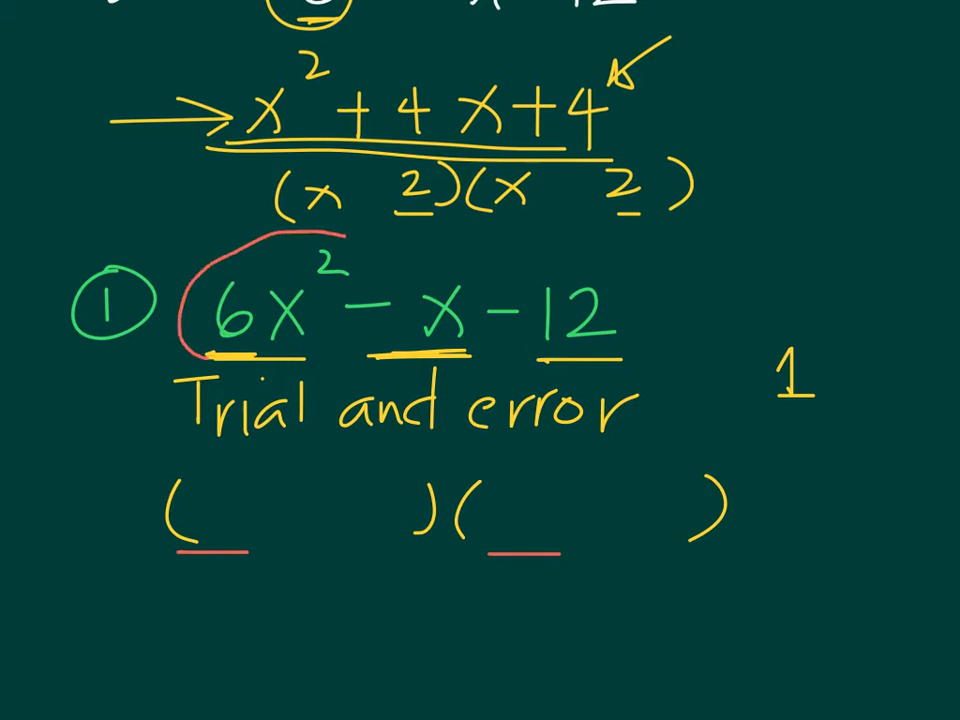 x² + 4x + 4
(x 2)(x 2)
① 6x² - x - 12
Trial and error 1
( )( )